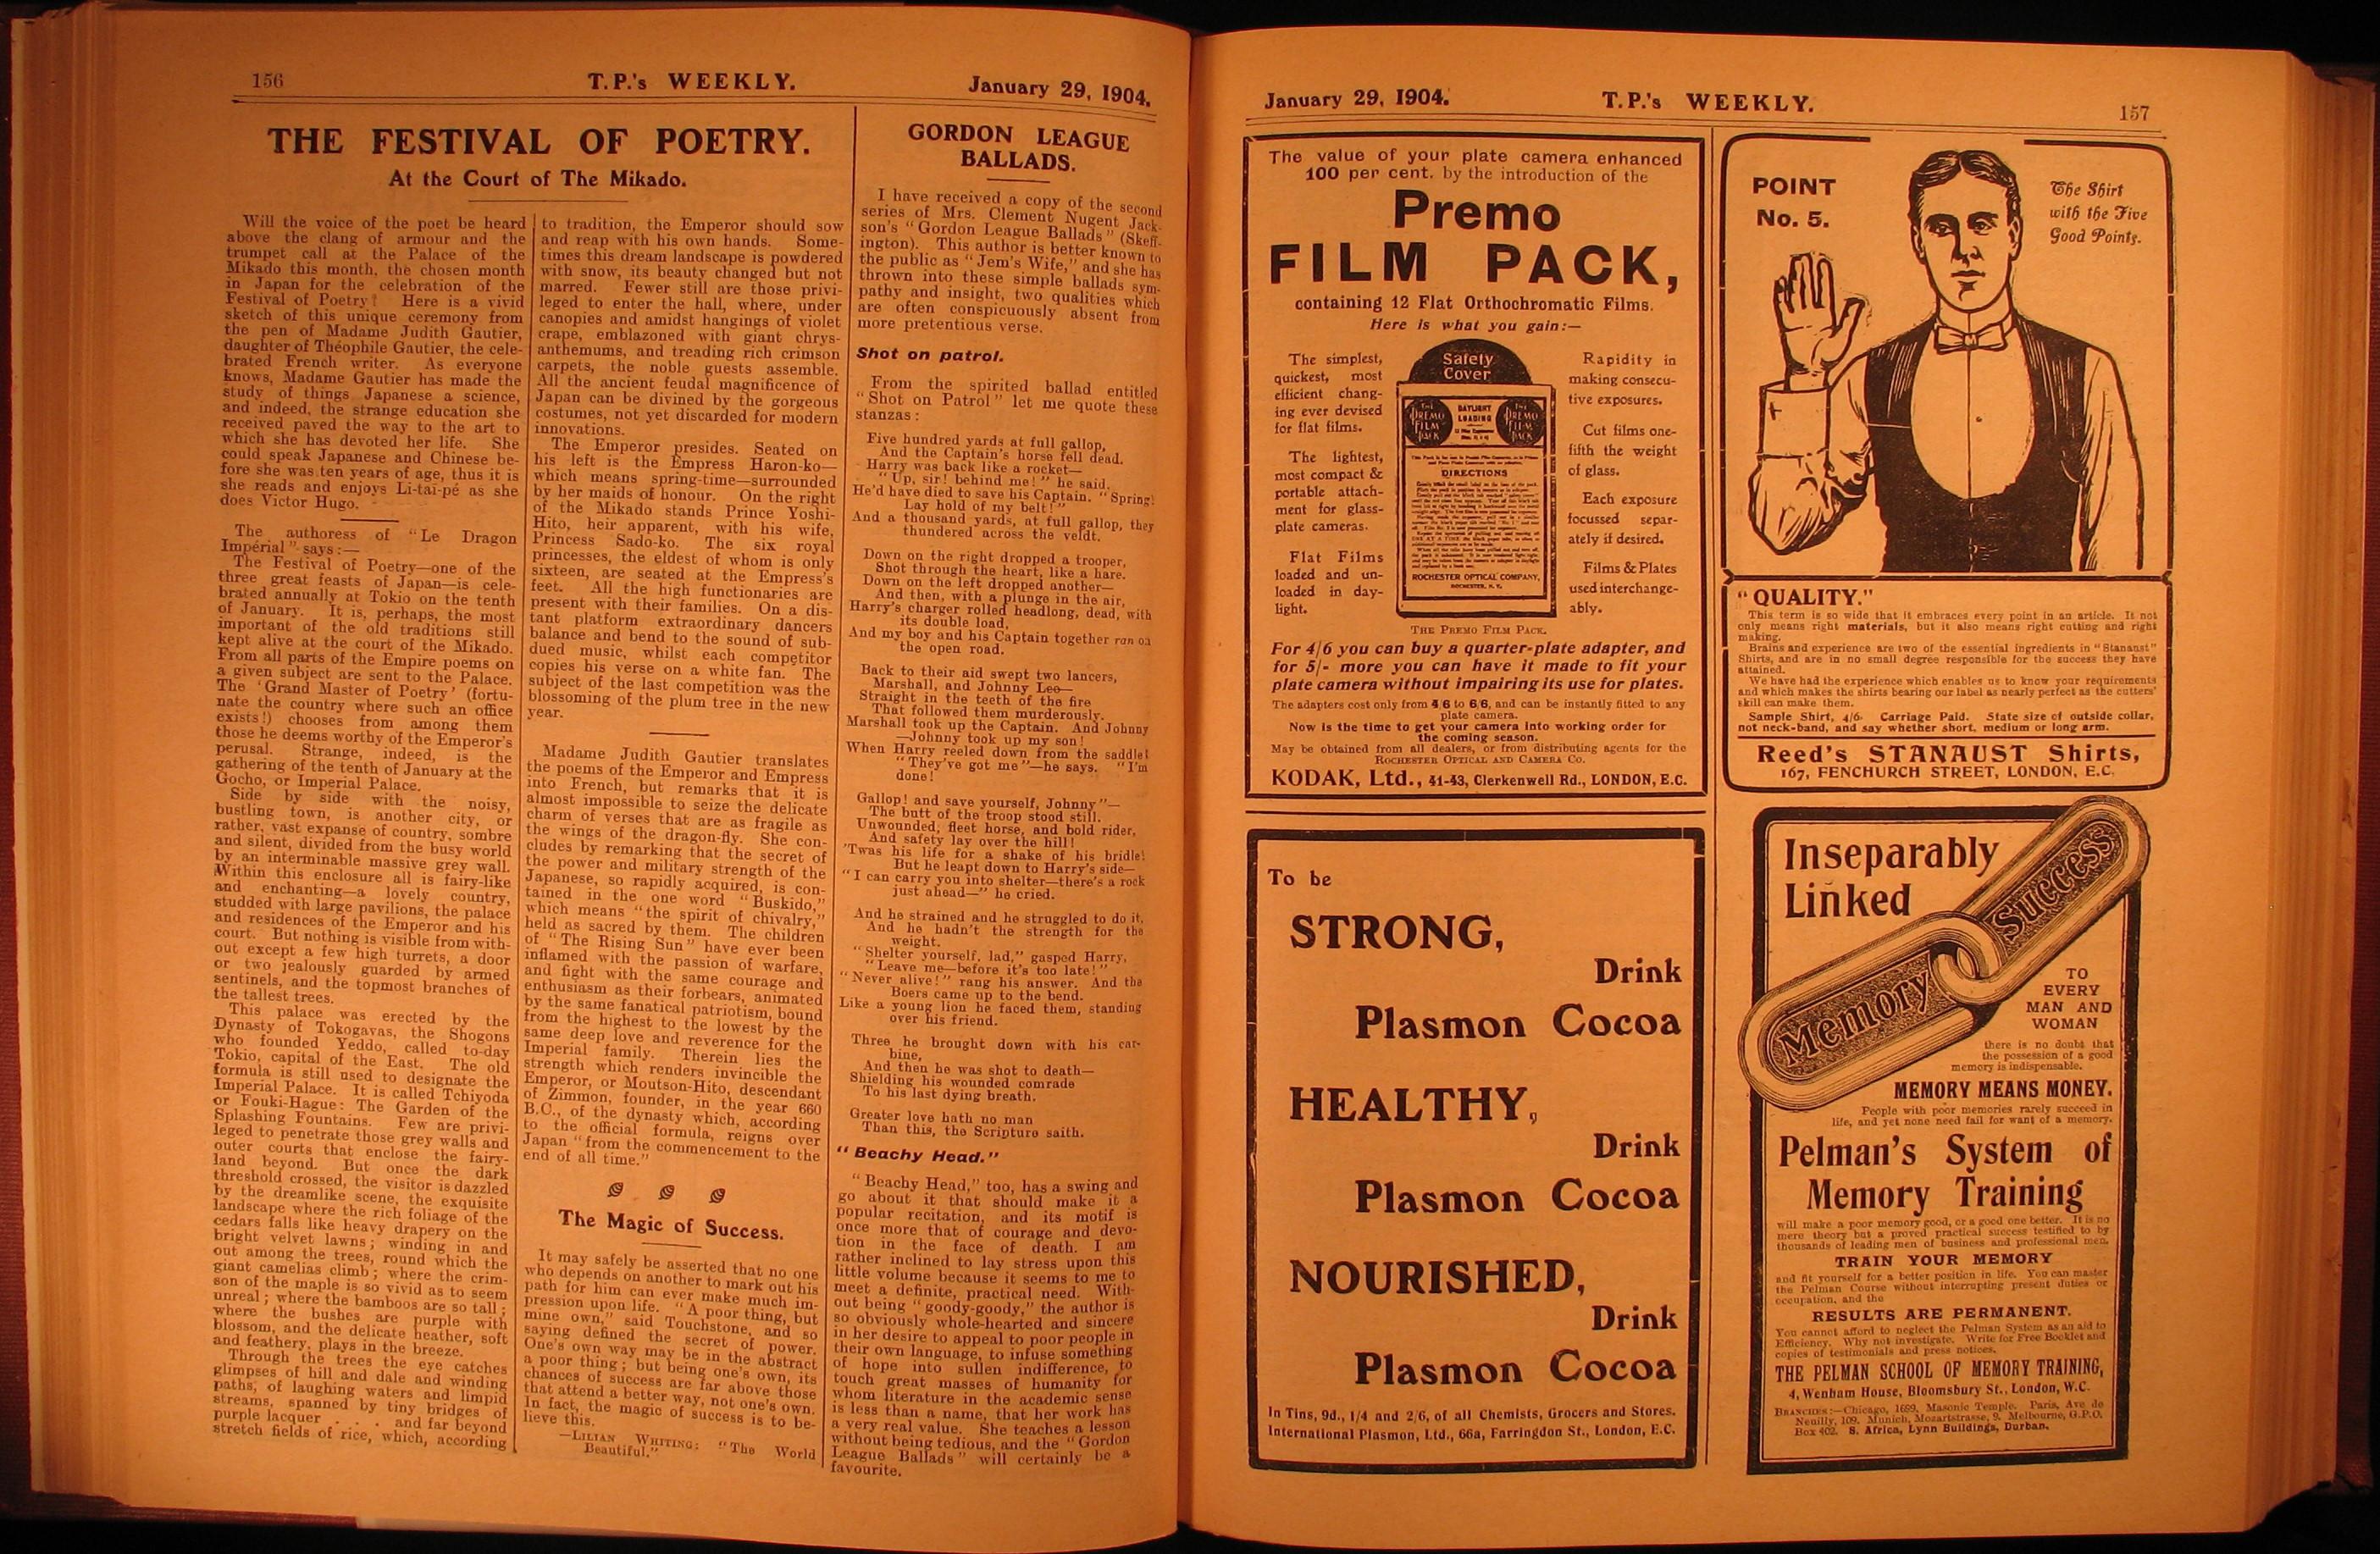 156
T.P.'s WEEKLY.
January 29, 1904.
THE FESTIVAL OF POETRY.
At the Court of The Mikado.
Will the voice of the poet be heard
above the clang of armour and the
trumpet call at the Palace of the
Mikado this month, the chosen month
in Japan for the celebration of the
Festival of Poetry? Here is a vivid
sketch of this unique ceremony from
the pen of Madame Judith Gautier,
daughter of Théophile Gautier, the cele-
brated French writer. As everyone
knows, Madame Gautier has made the
study of things Japanese a science,
and indeed, the strange education she
received paved the way to the art to
which she has devoted her life. She
could speak Japanese and Chinese be-
fore she was ten years of age, thus it is
she reads and enjoys Li-tai-pé as she
does Victor Hugo.
The authoress of "Le Dragon
Impérial" says:—
The Festival of Poetry—one of the
three great feasts of Japan—is cele-
brated annually at Tokio on the tenth
of January. It is, perhaps, the most
important of the old traditions still
kept alive at the court of the Mikado.
From all parts of the Empire poems on
a given subject are sent to the Palace.
The 'Grand Master of Poetry' (fortu-
nate the country where such an office
exists!) chooses from among them
those he deems worthy of the Emperor's
perusal. Strange, indeed, is the
gathering of the tenth of January at the
Gocho, or Imperial Palace.
Side by side with the noisy,
bustling town, is another city, or
rather, vast expanse of country, sombre
and silent, divided from the busy world
by an interminable massive grey wall.
Within this enclosure all is fairy-like
and enchanting—a lovely country,
studded with large pavilions, the palace
and residences of the Emperor and his
court. But nothing is visible from with-
out except a few high turrets, a door
or two jealously guarded by armed
sentinels, and the topmost branches of
the tallest trees.
This palace was erected by the
Dynasty of Tokogavas, the Shogons
who founded Yeddo, called to-day
Tokio, capital of the East. The old
formula is still used to designate the
Imperial Palace. It is called Tchiyoda
or Fouki-Hague: The Garden of the
Splashing Fountains. Few are privi-
leged to penetrate those grey walls and
outer courts that enclose the fairy-
land beyond. But once the dark
threshold crossed, the visitor is dazzled
by the dreamlike scene, the exquisite
landscape where the rich foliage of the
cedars falls like heavy drapery on the
bright velvet lawns; winding in and
out among the trees, round which the
giant camelias climb; where the crim-
son of the maple is so vivid as to seem
unreal; where the bamboos are so tall;
where the bushes are purple with
blossom, and the delicate heather, soft
and feathery, plays in the breeze.
Through the trees the eye catches
glimpses of hill and dale and winding
paths, of laughing waters and limpid
streams, spanned by tiny bridges of
purple lacquer . . . and far beyond
stretch fields of rice, which, according
to tradition, the Emperor should sow
and reap with his own hands. Some-
times this dream landscape is powdered
with snow, its beauty changed but not
marred. Fewer still are those privi-
leged to enter the hall, where, under
canopies and amidst hangings of violet
crape, emblazoned with giant chrys-
anthemums, and treading rich crimson
carpets, the noble guests assemble.
All the ancient feudal magnificence of
Japan can be divined by the gorgeous
costumes, not yet discarded for modern
innovations.
The Emperor presides. Seated on
his left is the Empress Haron-ko—
which means spring-time—surrounded
by her maids of honour. On the right
of the Mikado stands Prince Yoshi-
Hito, heir apparent, with his wife,
Princess Sado-ko. The six royal
princesses, the eldest of whom is only
sixteen, are seated at the Empress's
feet. All the high functionaries are
present with their families. On a dis-
tant platform extraordinary dancers
balance and bend to the sound of sub-
dued music, whilst each competitor
copies his verse on a white fan. The
subject of the last competition was the
blossoming of the plum tree in the new
year.
Madame Judith Gautier translates
the poems of the Emperor and Empress
into French, but remarks that it is
almost impossible to seize the delicate
charm of verses that are as fragile as
the wings of the dragon-fly. She con-
cludes by remarking that the secret of
the power and military strength of the
Japanese, so rapidly acquired, is con-
tained in the one word "Buskido,"
which means "the spirit of chivalry,"
held as sacred by them. The children
of "The Rising Sun" have ever been
inflamed with the passion of warfare,
and fight with the same courage and
enthusiasm as their forbears, animated
by the same fanatical patriotism, bound
from the highest to the lowest by the
same deep love and reverence for the
Imperial family. Therein lies the
strength which renders invincible the
Emperor, or Moutson-Hito, descendant
of Zimmon, founder, in the year 660
B.C., of the dynasty which, according
to the official formula, reigns over
Japan "from the commencement to the
end of all time."
The Magic of Success.
It may safely be asserted that no one
who depends on another to mark out his
path for him can ever make much im-
pression upon life. "A poor thing, but
mine own," said Touchstone, and so
saying defined the secret of power.
One's own way may be in the abstract
a poor thing; but being one's own, its
chances of success are far above those
that attend a better way, not one's own.
In fact, the magic of success is to be-
lieve this.
—LILIAN WHITING: "The World
Beautiful."
GORDON LEAGUE
BALLADS.
I have received a copy of the second
series of Mrs. Clement Nugent Jack-
son's "Gordon League Ballads" (Skeff-
ington). This author is better known to
the public as "Jem's Wife," and she has
thrown into these simple ballads sym-
pathy and insight, two qualities which
are often conspicuously absent from
more pretentious verse.
Shot on patrol.
From the spirited ballad entitled
"Shot on Patrol" let me quote these
stanzas:
Five hundred yards at full gallop,
And the Captain's horse fell dead.
Harry was back like a rocket—
"Up, sir! behind me!" he said.
He'd have died to save his Captain. "Spring!
Lay hold of my belt!"
And a thousand yards, at full gallop, they
thundered across the veldt.
Down on the right dropped a trooper,
Shot through the heart, like a hare.
Down on the left dropped another—
And then, with a plunge in the air,
Harry's charger rolled headlong, dead, with
its double load,
And my boy and his Captain together ran on
the open road.
Back to their aid swept two lancers,
Marshall, and Johnny Leo—
Straight in the teeth of the fire
That followed them murderously.
Marshall took up the Captain. And Johnny
—Johnny took up my son!
When Harry reeled down from the saddle!
"They've got me"—he says. "I'm
done!
Gallop! and save yourself, Johnny"—
The butt of the troop stood still.
Unwounded, fleet horse, and bold rider,
And safety lay over the hill!
'Twas his life for a shake of his bridle!
But he leapt down to Harry's side—
"I can carry you into shelter—there's a rock
just ahead—" he cried.
And he strained and he struggled to do it,
And he hadn't the strength for the
weight.
"Shelter yourself, lad," gasped Harry,
"Leave me—before it's too late!"
"Never alive!" rang his answer. And the
Boers came up to the bend.
Like a young lion he faced them, standing
over his friend.
Three he brought down with his car-
bine,
And then he was shot to death—
Shielding his wounded comrade
To his last dying breath.
Greater love hath no man
Than this, the Scripture saith.
"Beachy Head."
"Beachy Head," too, has a swing and
go about it that should make it a
popular recitation, and its motif is
once more that of courage and devo-
tion in the face of death. I am
rather inclined to lay stress upon this
little volume because it seems to me to
meet a definite, practical need. With-
out being "goody-goody," the author is
so obviously whole-hearted and sincere
in her desire to appeal to poor people in
their own language, to infuse something
of hope into sullen indifference, to
touch great masses of humanity for
whom literature in the academic sense
is less than a name, that her work has
a very real value. She teaches a lesson
without being tedious, and the "Gordon
League Ballads" will certainly be a
favourite.
January 29, 1904.
T.P.'s WEEKLY.
157
The value of your plate camera enhanced
100 per cent. by the introduction of the
Premo
FILM PACK,
containing 12 Flat Orthochromatic Films.
Here is what you gain:—
The simplest,
quickest, most
efficient chang-
ing ever devised
for flat films.
The lightest,
most compact &
portable attach-
ment for glass-
plate cameras.
Flat Films
loaded and un-
loaded in day-
light.
Safety
Cover
THE
PREMO
FILM
PACK
DAYLIGHT
LOADING
THE
PREMO
FILM
PACK
DIRECTIONS
ROCHESTER OPTICAL COMPANY,
ROCHESTER, N.Y.
Rapidity in
making consecu-
tive exposures.
Cut films one-
fifth the weight
of glass.
Each exposure
focussed separ-
ately if desired.
Films & Plates
used interchange-
ably.
THE PREMO FILM PACK.
For 4/6 you can buy a quarter-plate adapter, and
for 5/- more you can have it made to fit your
plate camera without impairing its use for plates.
The adapters cost only from 4/6 to 6/6, and can be instantly fitted to any
plate camera.
Now is the time to get your camera into working order for
the coming season.
May be obtained from all dealers, or from distributing agents for the
ROCHESTER OPTICAL AND CAMERA CO.
KODAK, Ltd., 41-43, Clerkenwell Rd., LONDON, E.C.
To be
STRONG,
Drink
Plasmon Cocoa
HEALTHY,
Drink
Plasmon Cocoa
NOURISHED,
Drink
Plasmon Cocoa
In Tins, 9d., 1/4 and 2/6, of all Chemists, Grocers and Stores.
International Plasmon, Ltd., 66a, Farringdon St., London, E.C.
POINT
No. 5.
The Shirt
with the Five
Good Points.
"QUALITY."
This term is so wide that it embraces every point in an article. It not
only means right materials, but it also means right cutting and right
making.
Brains and experience are two of the essential ingredients in "Stanaust"
Shirts, and are in no small degree responsible for the success they have
attained.
We have had the experience which enables us to know your requirements
and which makes the shirts bearing our label as nearly perfect as the cutters'
skill can make them.
Sample Shirt, 4/6. Carriage Paid. State size of outside collar,
not neck-band, and say whether short, medium or long arm.
Reed's STANAUST Shirts,
167, FENCHURCH STREET, LONDON, E.C.
Inseparably
Linked
Success
Memory
TO
EVERY
MAN AND
WOMAN
there is no doubt that
the possession of a good
memory is indispensable.
MEMORY MEANS MONEY.
People with poor memories rarely succeed in
life, and yet none need fail for want of a memory.
Pelman's System of
Memory Training
will make a poor memory good, or a good one better. It is no
mere theory but a proved practical success testified to by
thousands of leading men of business and professional men.
TRAIN YOUR MEMORY
and fit yourself for a better position in life. You can master
the Pelman Course without interrupting present duties or
occupation, and the
RESULTS ARE PERMANENT.
You cannot afford to neglect the Pelman System as an aid to
Efficiency. Why not investigate. Write for Free Booklet and
copies of testimonials and press notices.
THE PELMAN SCHOOL OF MEMORY TRAINING,
4, Wenham House, Bloomsbury St., London, W.C.
BRANCHES:—Chicago, 1699, Masonic Temple. Paris, Ave de
Neuilly, 109. Munich, Mozartstrasse, 9. Melbourne, G.P.O.
Box 402. S. Africa, Lynn Buildings, Durban.